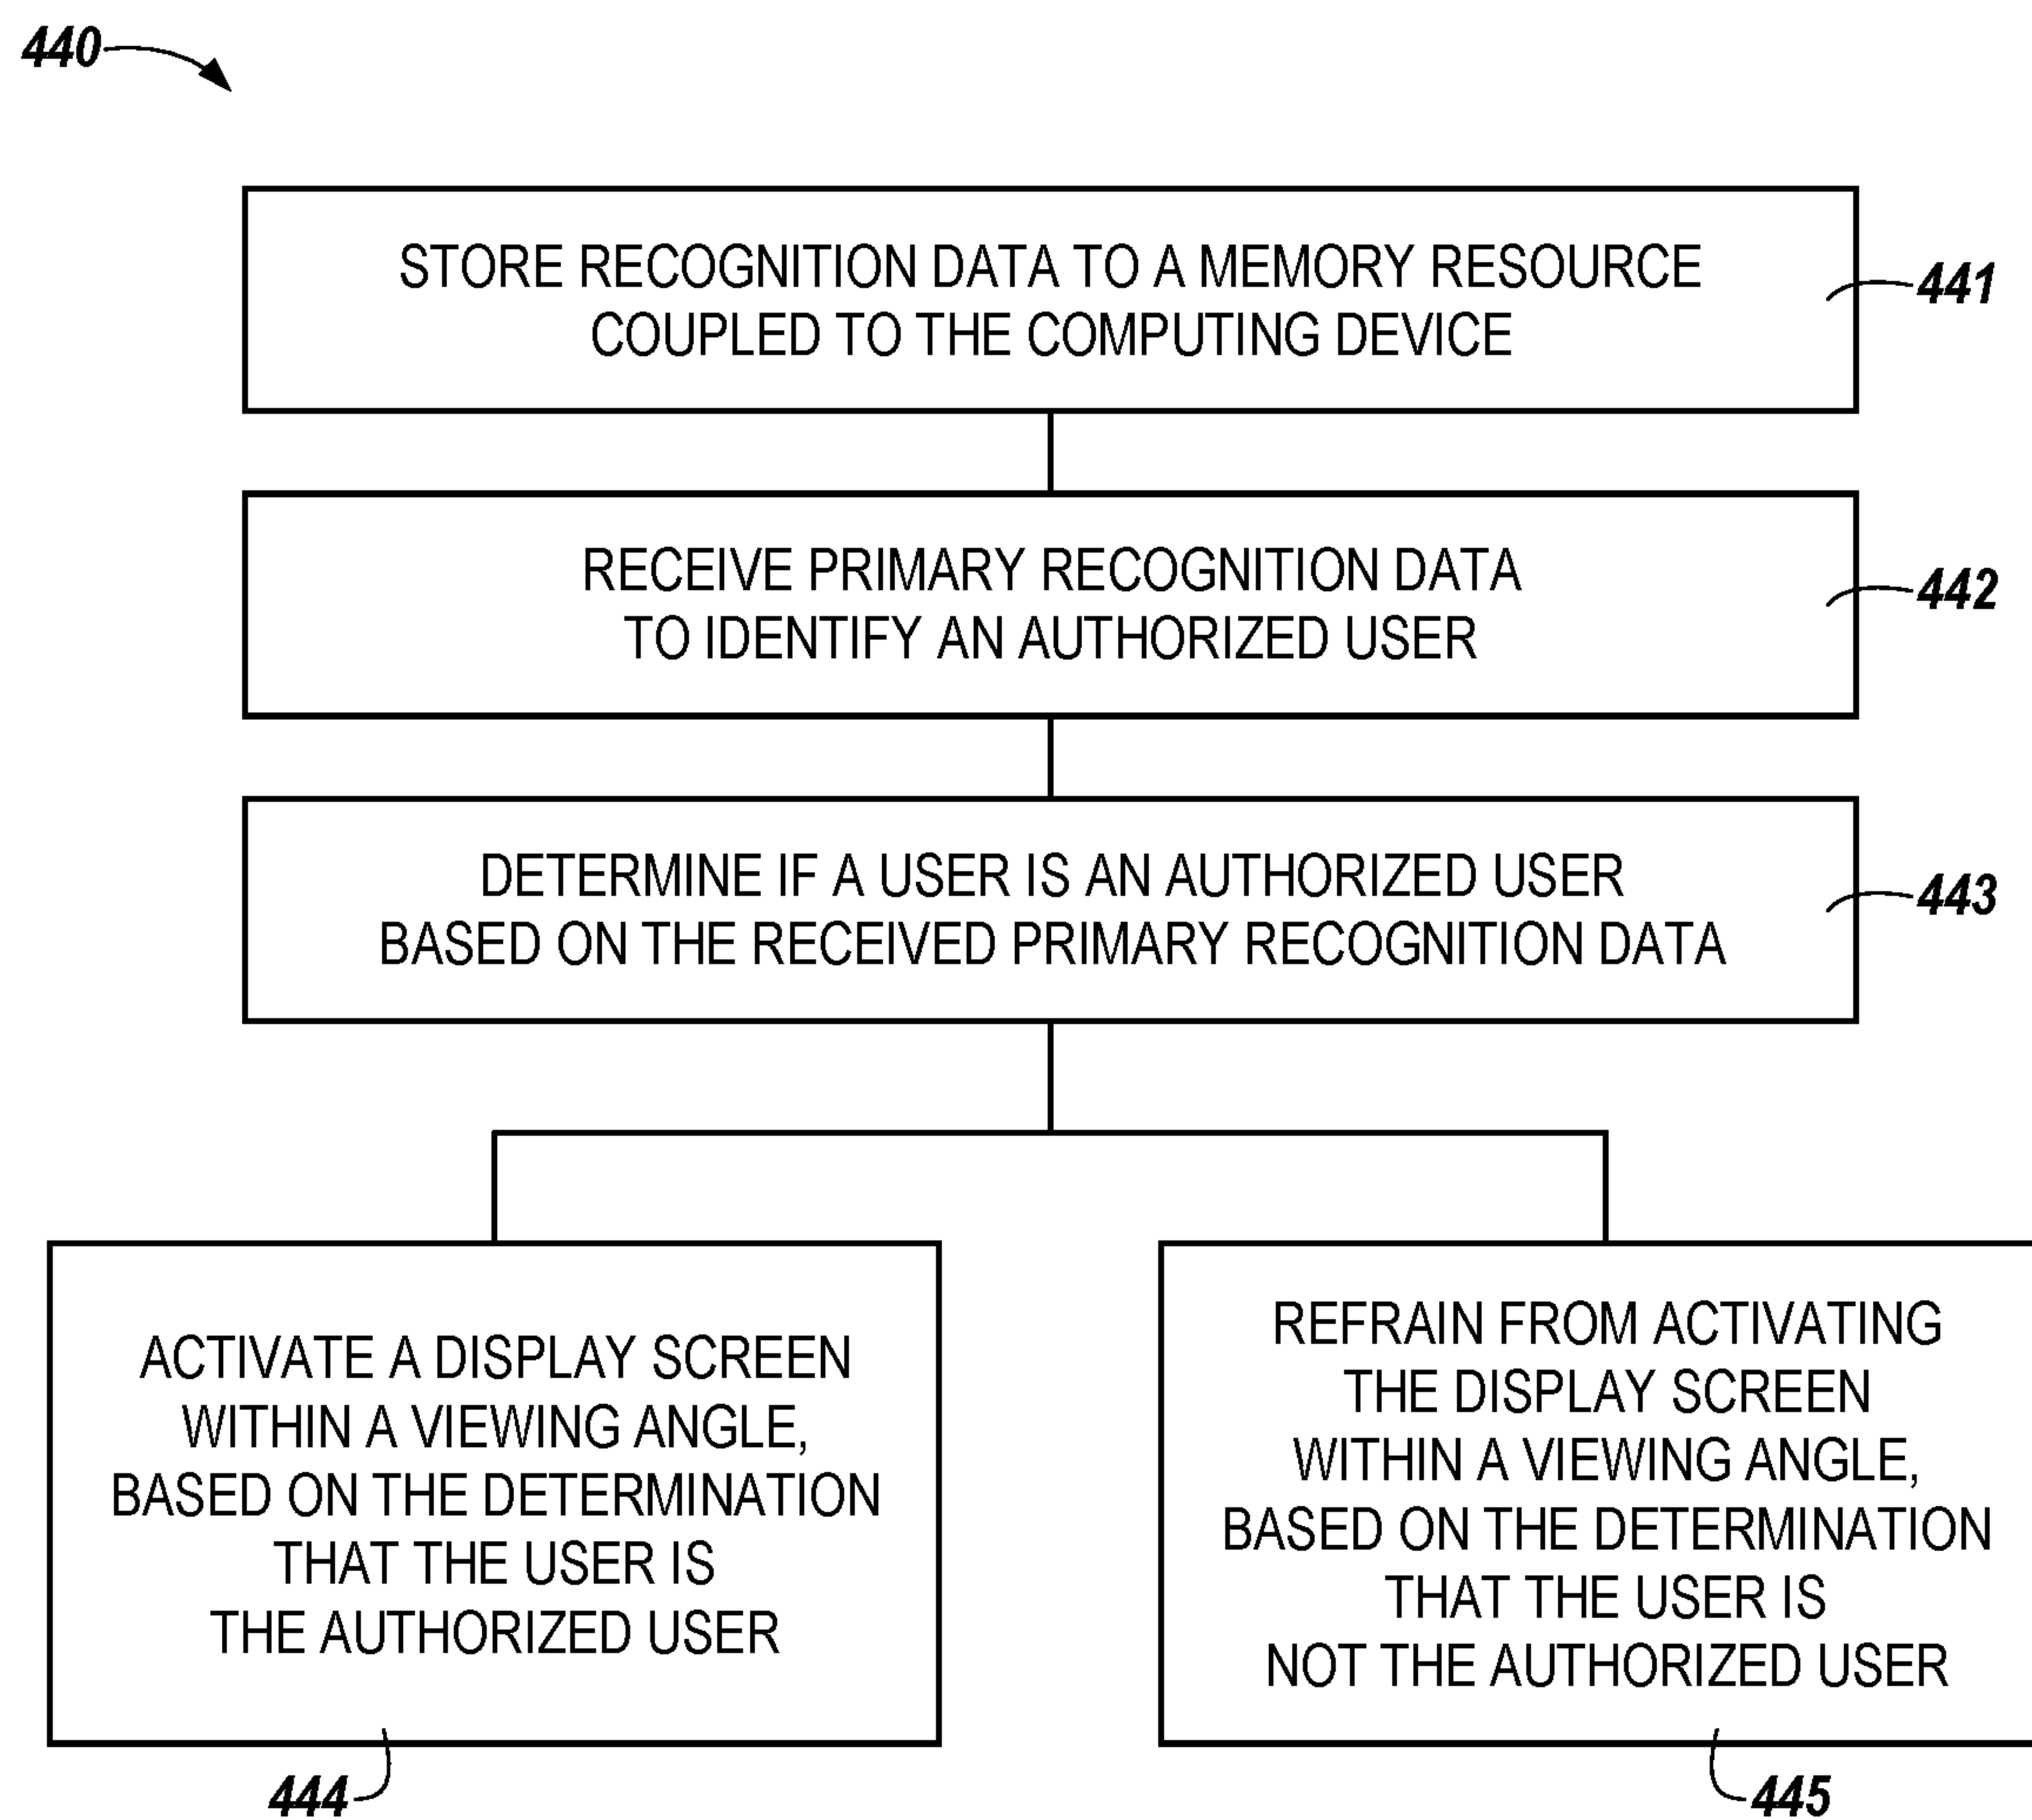 440
STORE RECOGNITION DATA TO A MEMORY RESOURCE
COUPLED TO THE COMPUTING DEVICE
441
RECEIVE PRIMARY RECOGNITION DATA
TO IDENTIFY AN AUTHORIZED USER
442
DETERMINE IF A USER IS AN AUTHORIZED USER
BASED ON THE RECEIVED PRIMARY RECOGNITION DATA
443
ACTIVATE A DISPLAY SCREEN
WITHIN A VIEWING ANGLE,
BASED ON THE DETERMINATION
THAT THE USER IS
THE AUTHORIZED USER
444
REFRAIN FROM ACTIVATING
THE DISPLAY SCREEN
WITHIN A VIEWING ANGLE,
BASED ON THE DETERMINATION
THAT THE USER IS
NOT THE AUTHORIZED USER
445